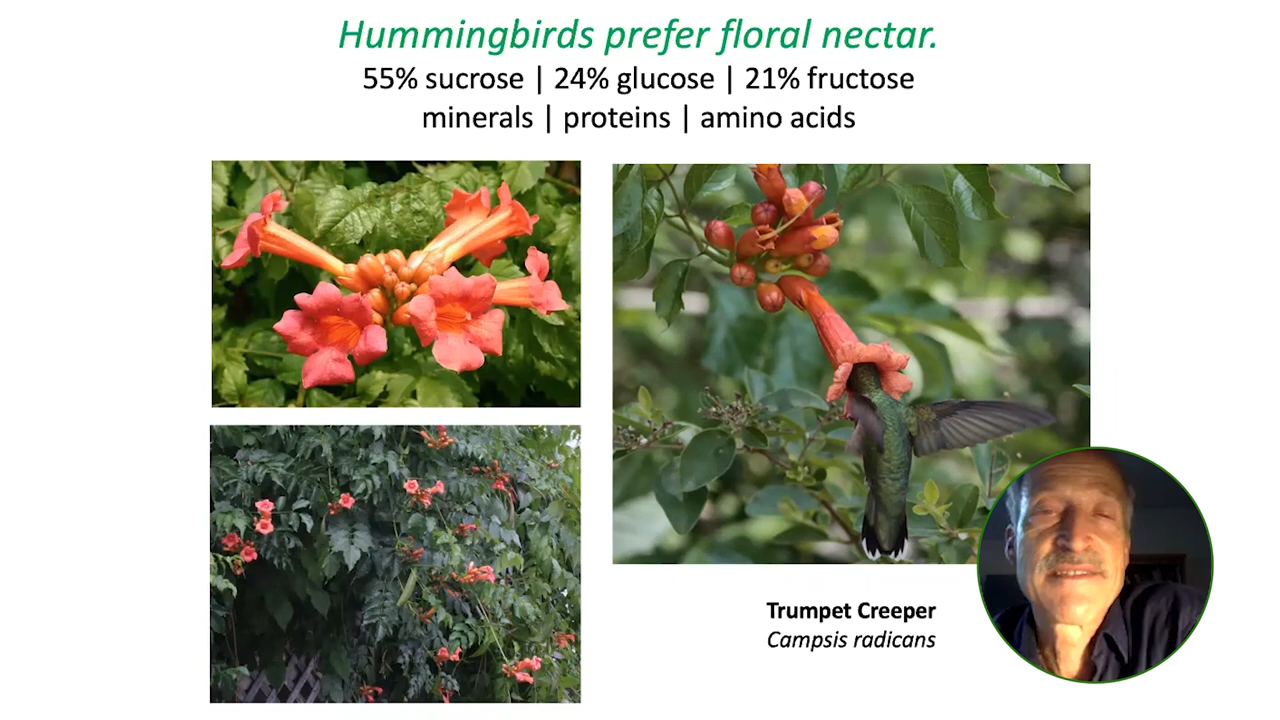 Hummingbirds prefer floral nectar.
55% sucrose | 24% glucose | 21% fructose
minerals | proteins | amino acids
Trumpet Creeper
Campsis radicans